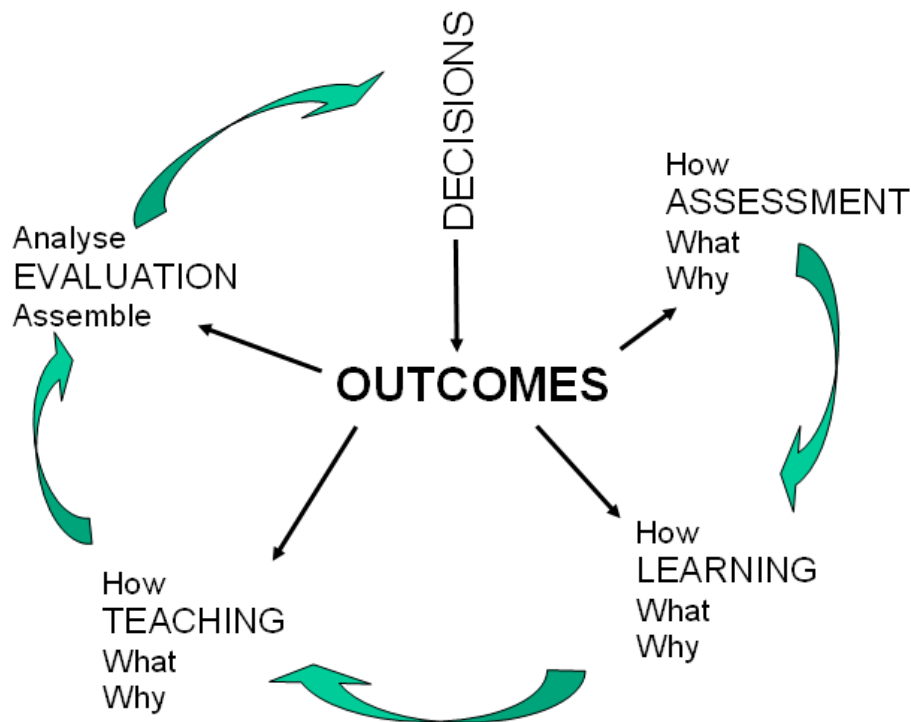 DECISIONS
How
ASSESSMENT
What
Why
Analyse
EVALUATION
Assemble
OUTCOMES
How
LEARNING
What
Why
How
TEACHING
What
Why